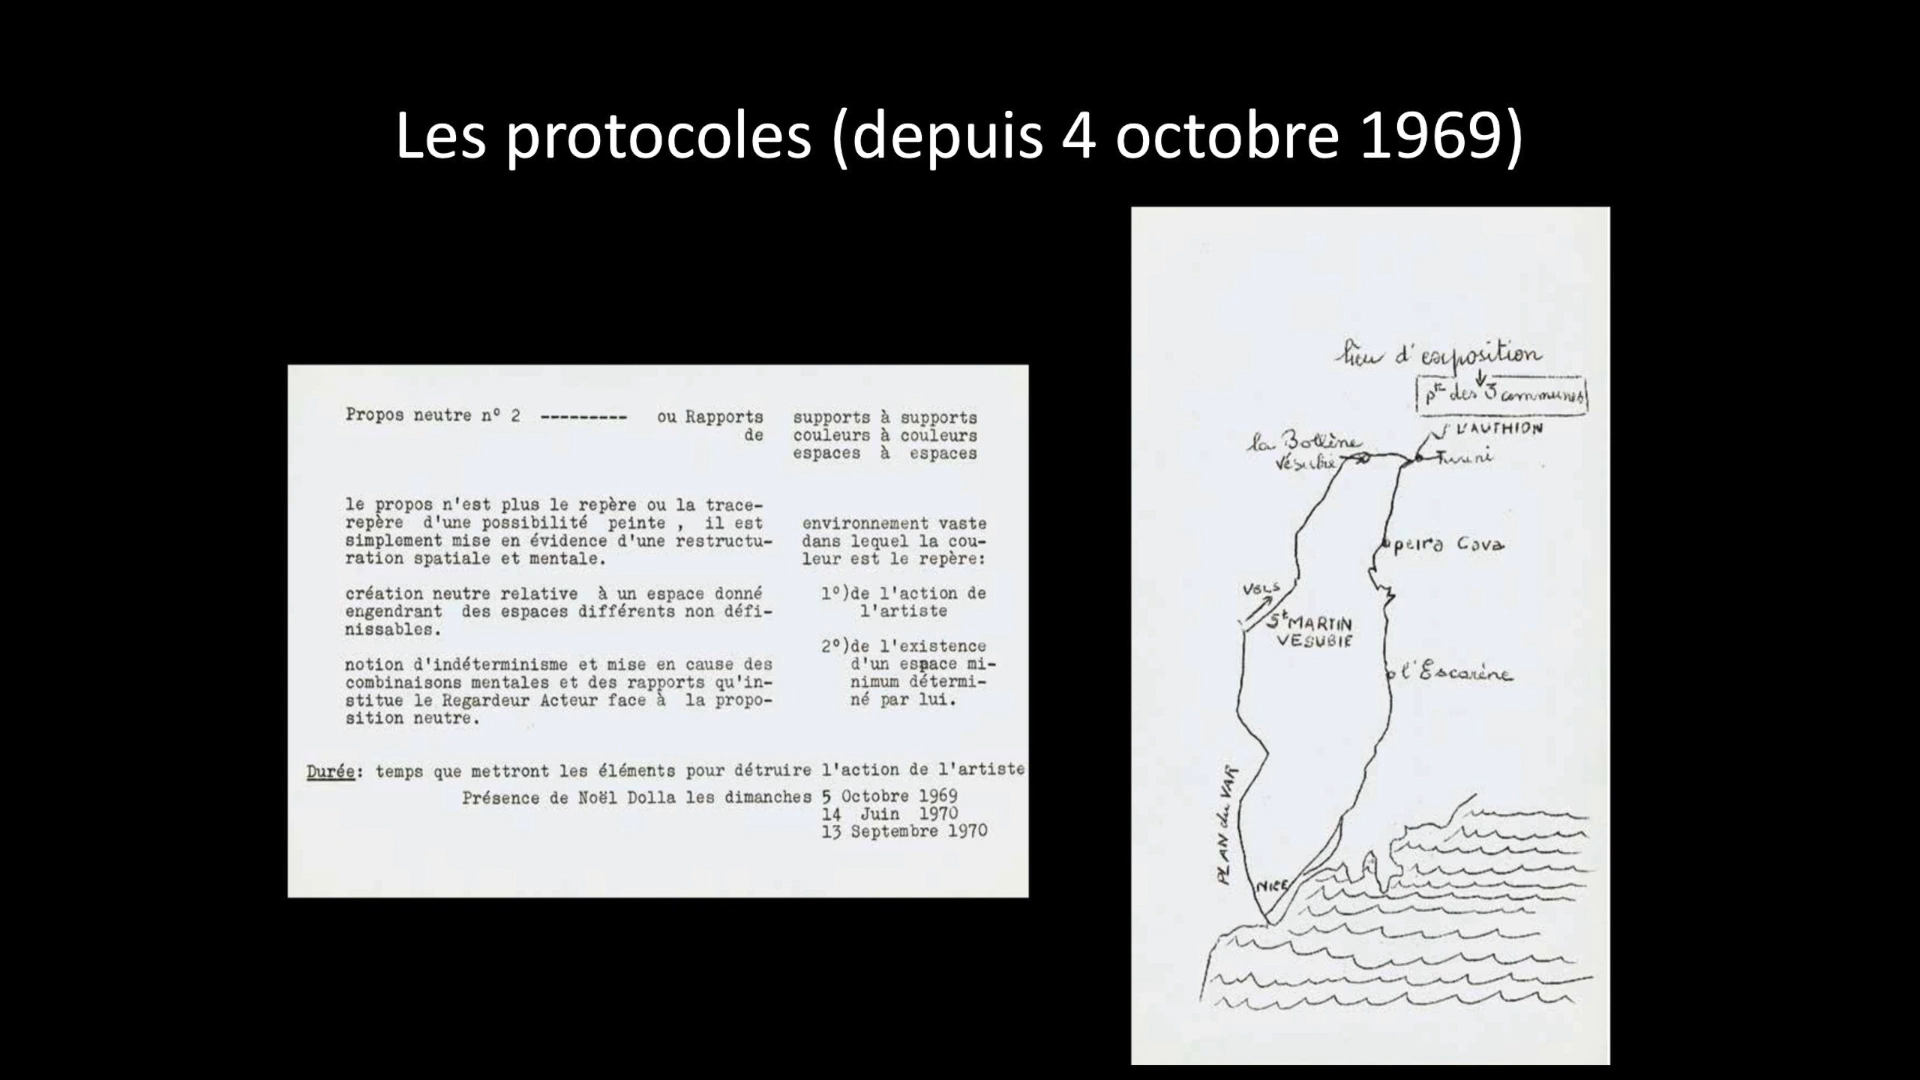 Les protocoles (depuis 4 octobre 1969)
Propos neutre nº 2 --------- ou Rapports supports à supports
de couleurs à couleurs
espaces à espaces
le propos n'est plus le repère ou la trace-
repère d'une possibilité peinte , il est
simplement mise en évidence d'une restructu-
ration spatiale et mentale.
création neutre relative à un espace donné
engendrant des espaces différents non défi-
nissables.
notion d'indéterminisme et mise en cause des
combinaisons mentales et des rapports qu'in-
stitue le Regardeur Acteur face à la propo-
sition neutre.
environnement vaste
dans lequel la cou-
leur est le repère:
1º)de l'action de
l'artiste
2º)de l'existence
d'un espace mi-
nimum détermi-
né par lui.
Durée: temps que mettront les éléments pour détruire l'action de l'artiste
Présence de Noël Dolla les dimanches 5 Octobre 1969
14 Juin 1970
13 Septembre 1970
lieu d'exposition
pt des 3 communes
L'AUTHION
la Bollène
Vésubie
Turini
peira Cava
VERS
St MARTIN
VESUBIE
l'Escarène
PLAN du VAR
NICE